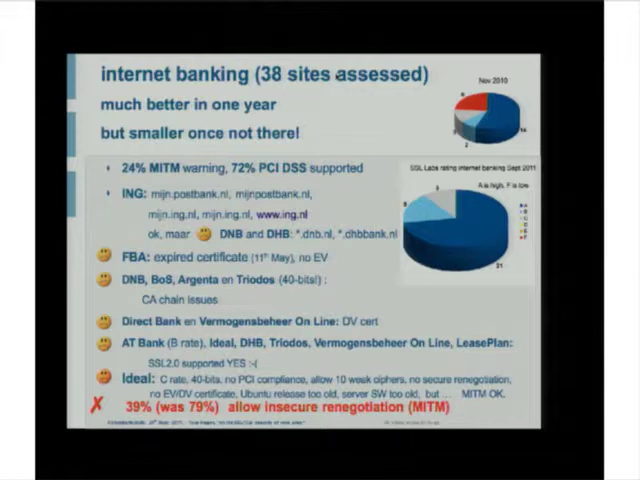 internet banking (38 sites assessed)
Nov 2010
much better in one year
but smaller once not there!
24% MITM warning, 72% PCI DSS supported
SSL Labs rating internet banking Sept 2011
A is high, F is low
ING: mijn.postbank.nl, mijnpostbank.nl,
mijn.ing.nl, mijn.ing.nl, www.ing.nl
ok, maar DNB and DHB: *.dnb.nl, *.dhbbank.nl
FBA: expired certificate (11th May), no EV
DNB, BoS, Argenta en Triodos (40-bits!) :
CA chain issues
Direct Bank en Vermogensbeheer On Line: DV cert
AT Bank (B rate), Ideal, DHB, Triodos, Vermogensbeheer On Line, LeasePlan:
SSL2.0 supported YES :-(
Ideal: C rate, 40-bits, no PCI compliance, allow 10 week ciphers, no secure renegotiation,
no EV/DV certificate, Ubuntu release too old, server SW too old, but ... MITM OK.
✗ 39% (was 79%) allow insecure renegotiation (MITM)